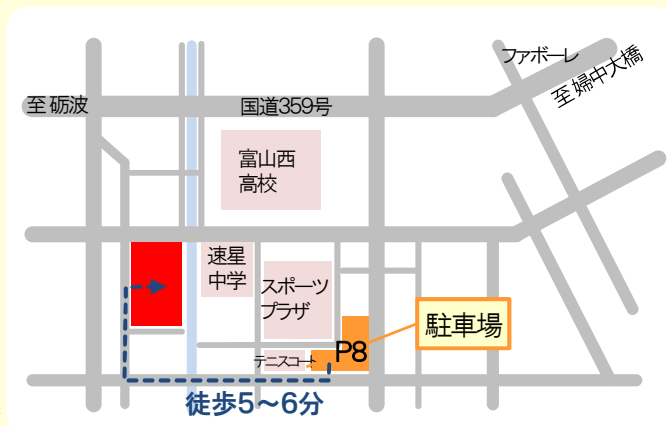 ファボーレ
至 婦中大橋
至 砺波
国道359号
富山西
高校
速星
中学
スポーツ
プラザ
駐車場
P8
テニスコート
徒歩5~6分